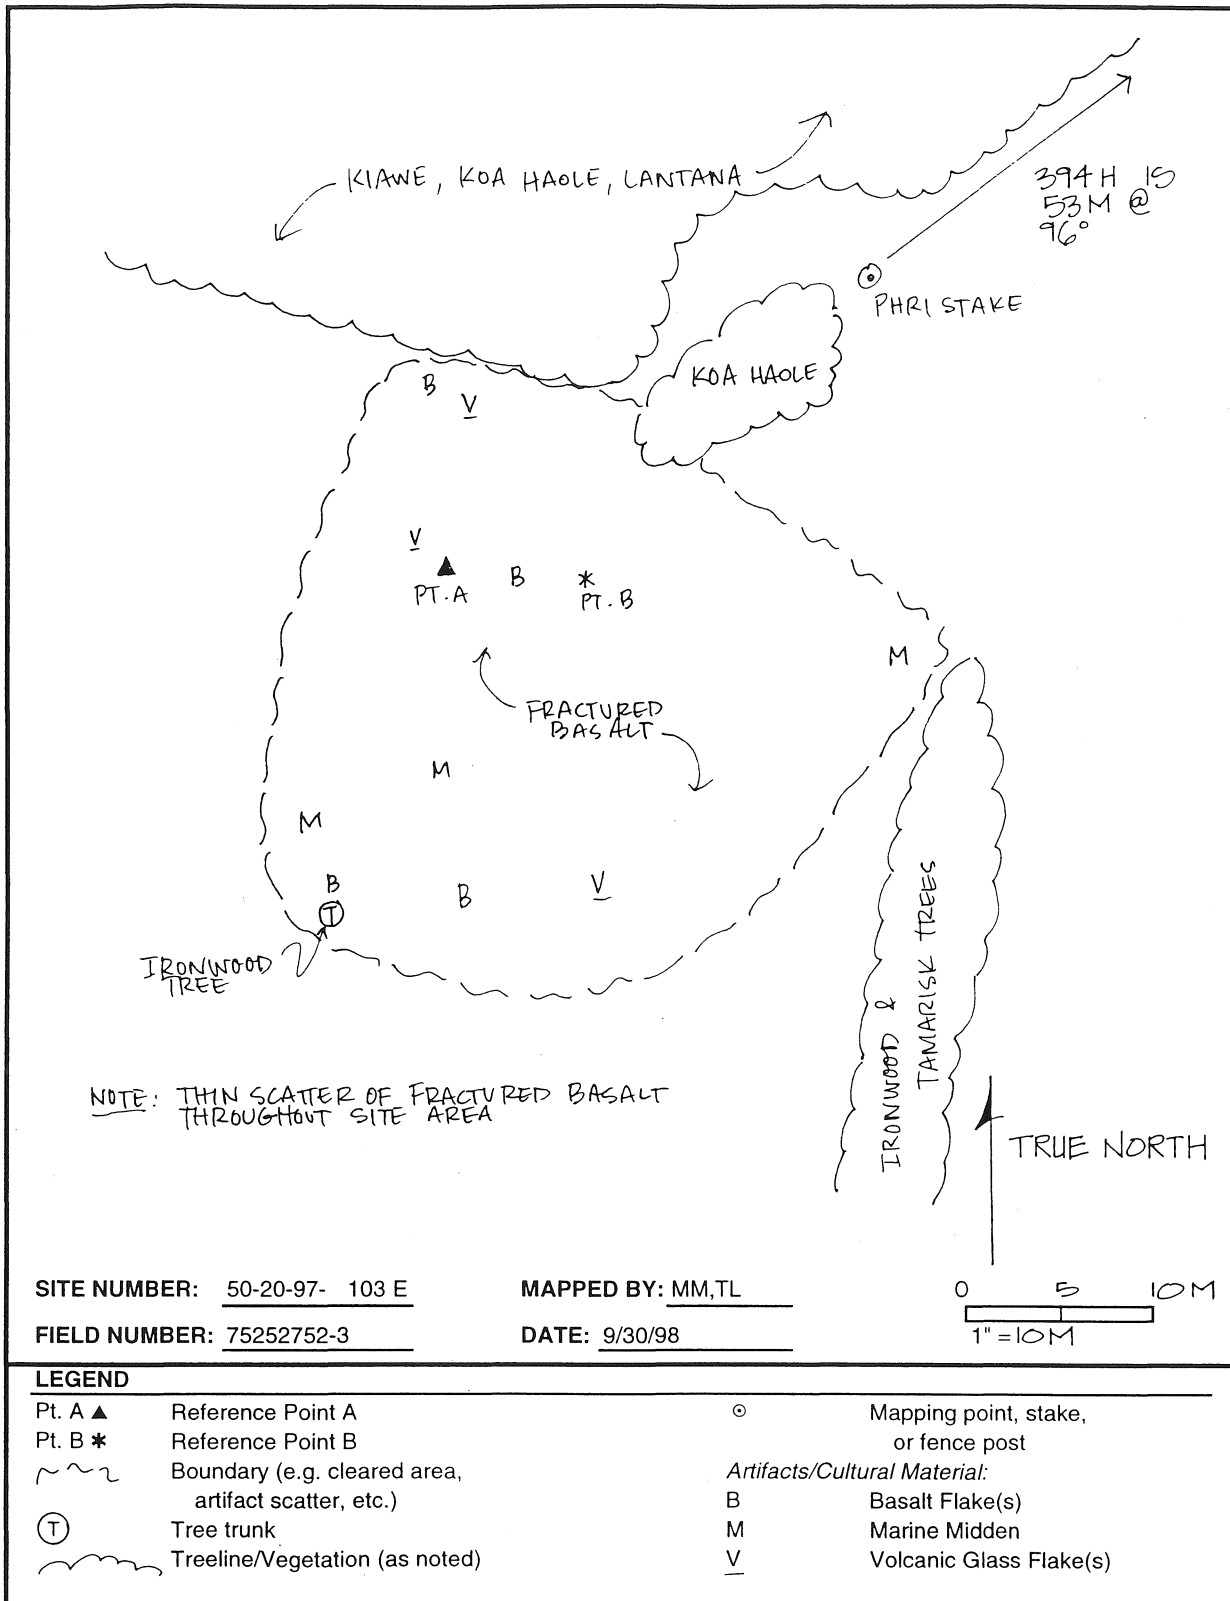 KIAWE, KOA HAOLE, LANTANA
394H IS
53M @
96°
PHRI STAKE
KOA HAOLE
B
V
V
PT. A
B
PT. B
M
FRACTURED
BASALT
M
M
B
T
B
V
IRONWOOD
TREE
IRONWOOD &
TAMARISK TREES
NOTE: THIN SCATTER OF FRACTURED BASALT
THROUGHOUT SITE AREA
TRUE NORTH
SITE NUMBER: 50-20-97- 103 E
MAPPED BY: MM,TL
FIELD NUMBER: 75252752-3
DATE: 9/30/98
0 5 10M
1" = 10M
LEGEND
Pt. A ▲ Reference Point A
Pt. B * Reference Point B
Boundary (e.g. cleared area,
artifact scatter, etc.)
T Tree trunk
Treeline/Vegetation (as noted)
Mapping point, stake,
or fence post
Artifacts/Cultural Material:
B Basalt Flake(s)
M Marine Midden
V Volcanic Glass Flake(s)